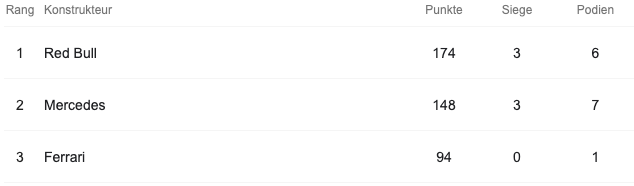 Rang Konstrukteur Punkte Siege Podien
1 Red Bull 174 3 6
2 Mercedes 148 3 7
3 Ferrari 94 0 1